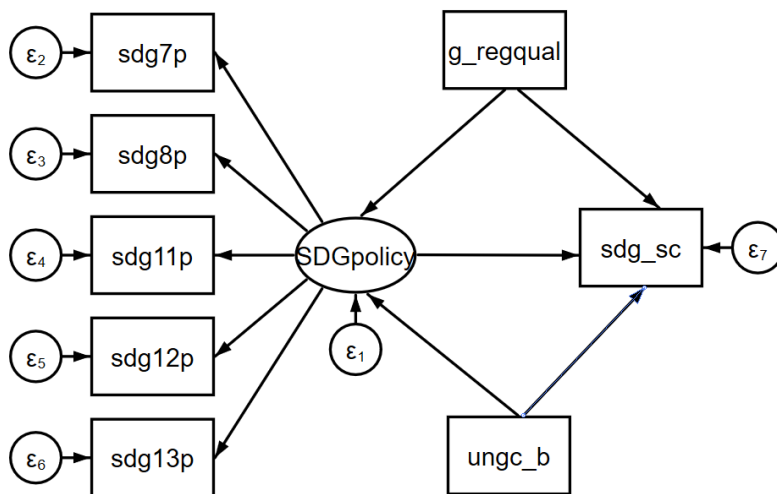 ε2
sdg7p
g_regqual
ε3
sdg8p
ε4
sdg11p
SDGpolicy
sdg_sc
ε7
ε5
sdg12p
ε1
ε6
sdg13p
ungc_b